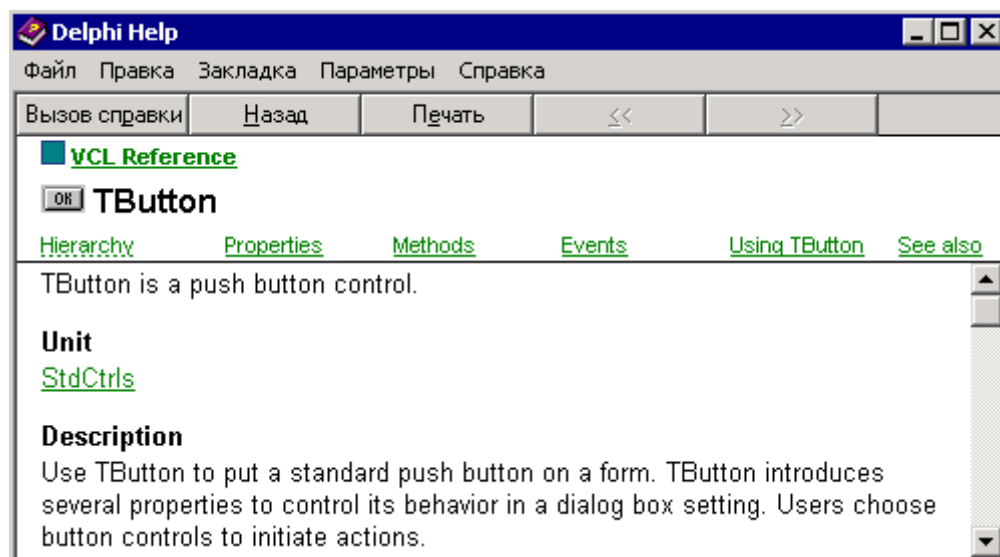 Delphi Help
Файл Правка Закладка Параметры Справка
Вызов справки Назад Печать << >>
VCL Reference
OK TButton
Hierarchy Properties Methods Events Using TButton See also
TButton is a push button control.
Unit
StdCtrls
Description
Use TButton to put a standard push button on a form. TButton introduces
several properties to control its behavior in a dialog box setting. Users choose
button controls to initiate actions.